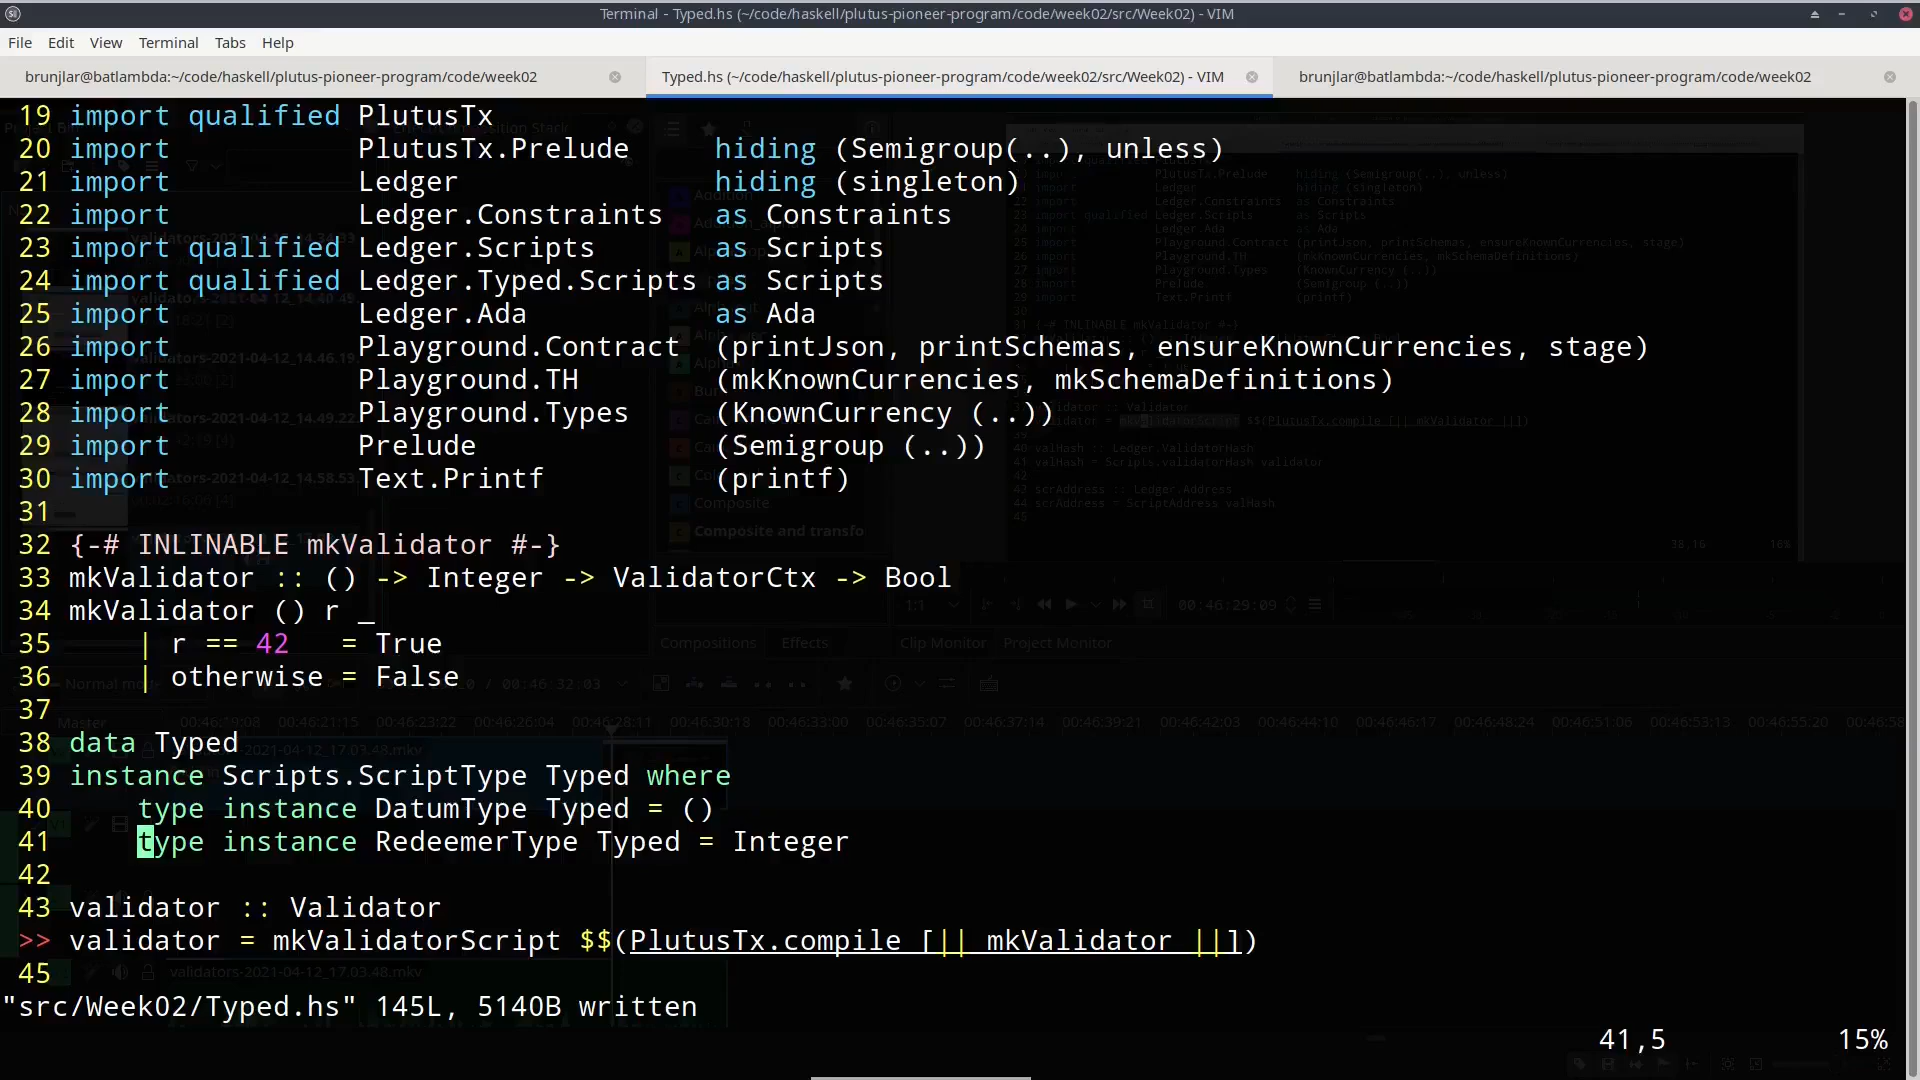 Terminal - Typed.hs (~/code/haskell/plutus-pioneer-program/code/week02/src/Week02) - VIM
File Edit View Terminal Tabs Help
brunjlar@batlambda:~/code/haskell/plutus-pioneer-program/code/week02 Typed.hs (~/code/haskell/plutus-pioneer-program/code/week02/src/Week02) - VIM brunjlar@batlambda:~/code/haskell/plutus-pioneer-program/code/week02
19 import qualified PlutusTx
20 import PlutusTx.Prelude hiding (Semigroup(..), unless)
21 import Ledger hiding (singleton)
22 import Ledger.Constraints as Constraints
23 import qualified Ledger.Scripts as Scripts
24 import qualified Ledger.Typed.Scripts as Scripts
25 import Ledger.Ada as Ada
26 import Playground.Contract (printJson, printSchemas, ensureKnownCurrencies, stage)
27 import Playground.TH (mkKnownCurrencies, mkSchemaDefinitions)
28 import Playground.Types (KnownCurrency (..))
29 import Prelude (Semigroup (..))
30 import Text.Printf (printf)
31
32 {-# INLINABLE mkValidator #-}
33 mkValidator :: () -> Integer -> ValidatorCtx -> Bool
34 mkValidator () r _
35 | r == 42 = True
36 | otherwise = False
37
38 data Typed
39 instance Scripts.ScriptType Typed where
40 type instance DatumType Typed = ()
41 type instance RedeemerType Typed = Integer
42
43 validator :: Validator
>> validator = mkValidatorScript $$(PlutusTx.compile [|| mkValidator ||])
45
"src/Week02/Typed.hs" 145L, 5140B written
41,5 15%